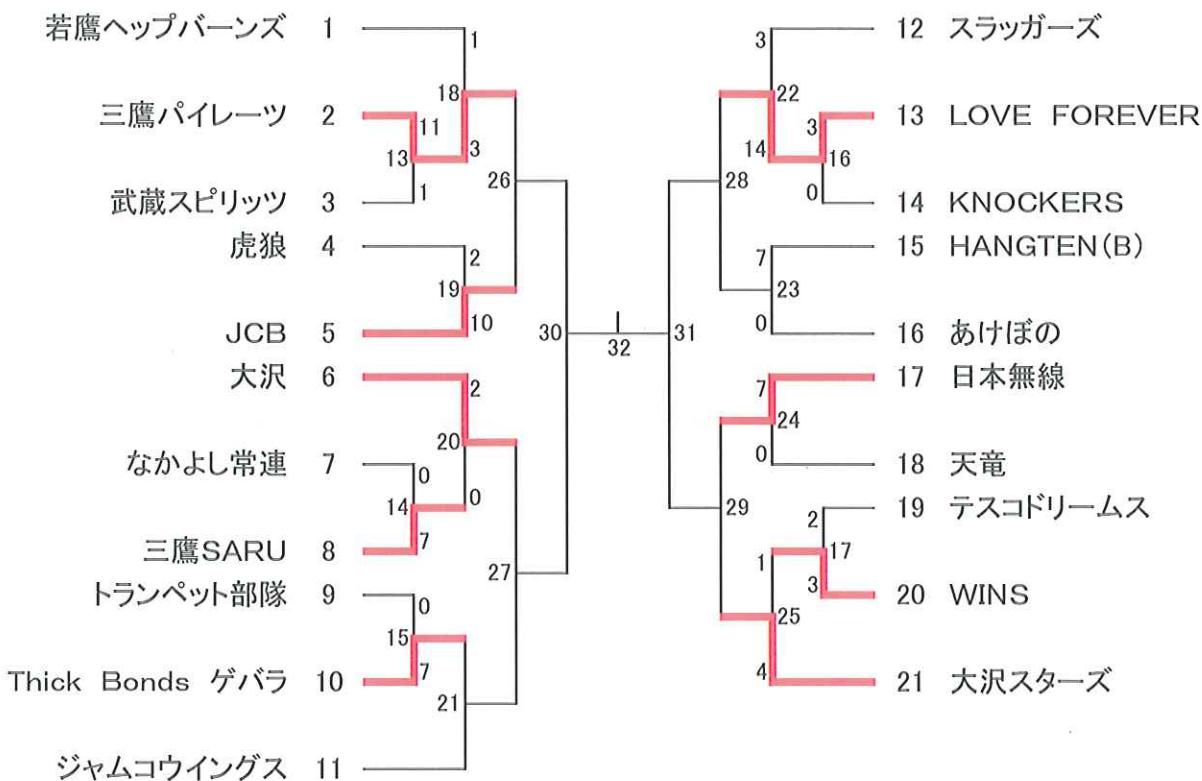 若鷹ヘップバーンズ 1
1
18
三鷹パイレーツ 2
11
13
3
武蔵スピリッツ 3
1
26
虎狼 4
2
19
10
JCB 5
30
大沢 6
2
20
なかよし常連 7
0
14
0
三鷹SARU 8
7
27
トランペット部隊 9
0
15
Thick Bonds ゲバラ 10
7
21
ジャムコウイングス 11
32
3
12 スラッガーズ
22
3
13 LOVE FOREVER
14
16
28
0
14 KNOCKERS
7
15 HANGTEN(B)
23
0
16 あけぼの
31
7
17 日本無線
24
0
18 天竜
29
2
19 テスコドリームス
1
17
3
20 WINS
25
4
21 大沢スターズ